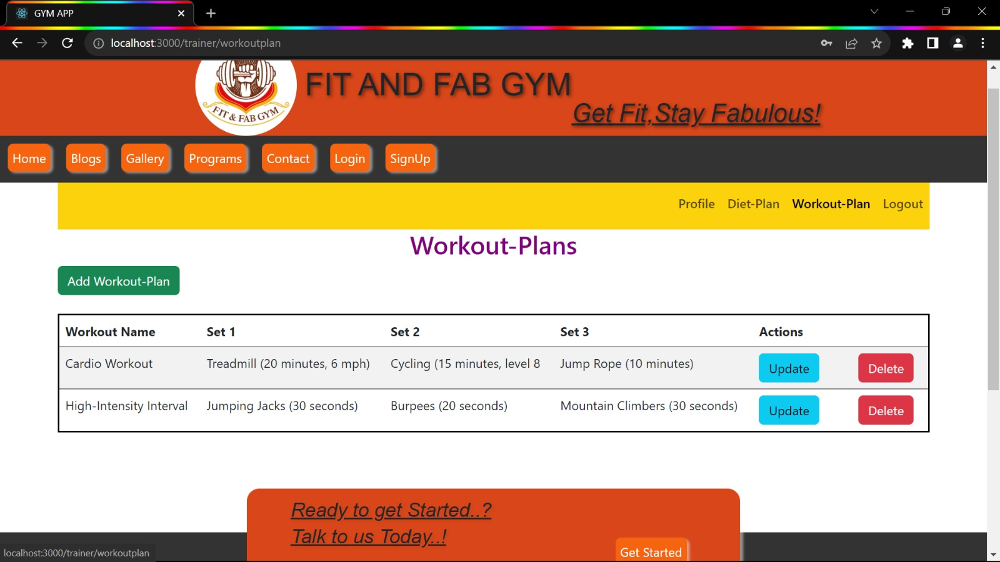 GYM APP
localhost:3000/trainer/workoutplan
FIT & FAB GYM
FIT AND FAB GYM
Get Fit,Stay Fabulous!
Home Blogs Gallery Programs Contact Login SignUp
Profile Diet-Plan Workout-Plan Logout
Workout-Plans
Add Workout-Plan
Workout Name Set 1 Set 2 Set 3 Actions
Cardio Workout Treadmill (20 minutes, 6 mph) Cycling (15 minutes, level 8 Jump Rope (10 minutes) Update Delete
High-Intensity Interval Jumping Jacks (30 seconds) Burpees (20 seconds) Mountain Climbers (30 seconds) Update Delete
Ready to get Started..?
Talk to us Today..!
Get Started
localhost:3000/trainer/workoutplan